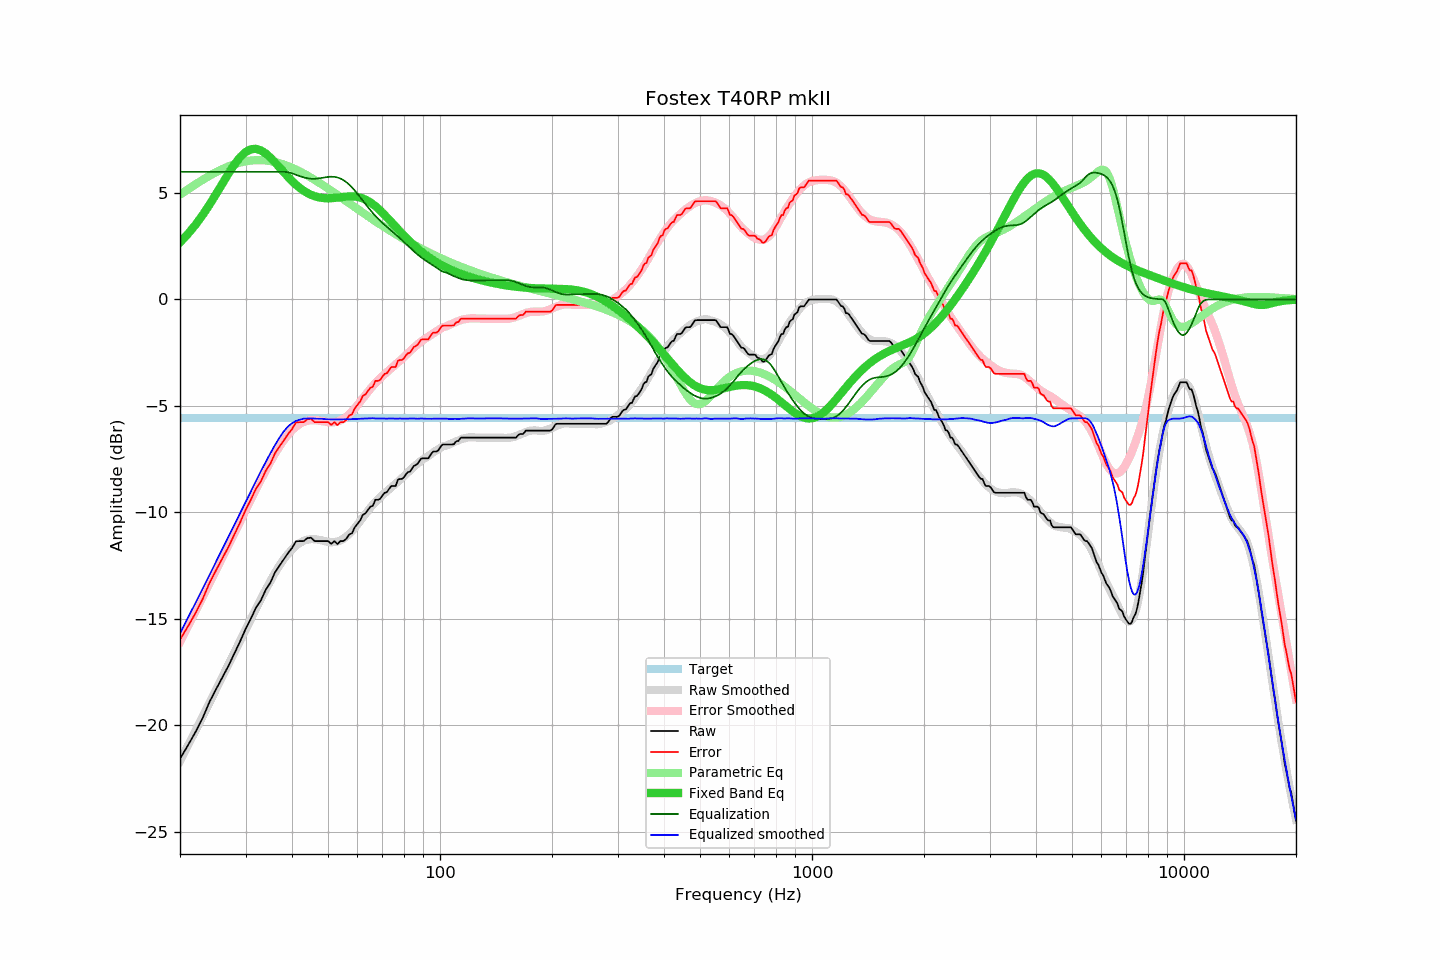 Fostex T40RP mkII
5
0
−5
−10
−15
−20
−25
Amplitude (dBr)
Target
Raw Smoothed
Error Smoothed
Raw
Error
Parametric Eq
Fixed Band Eq
Equalization
Equalized smoothed
100
1000
10000
Frequency (Hz)